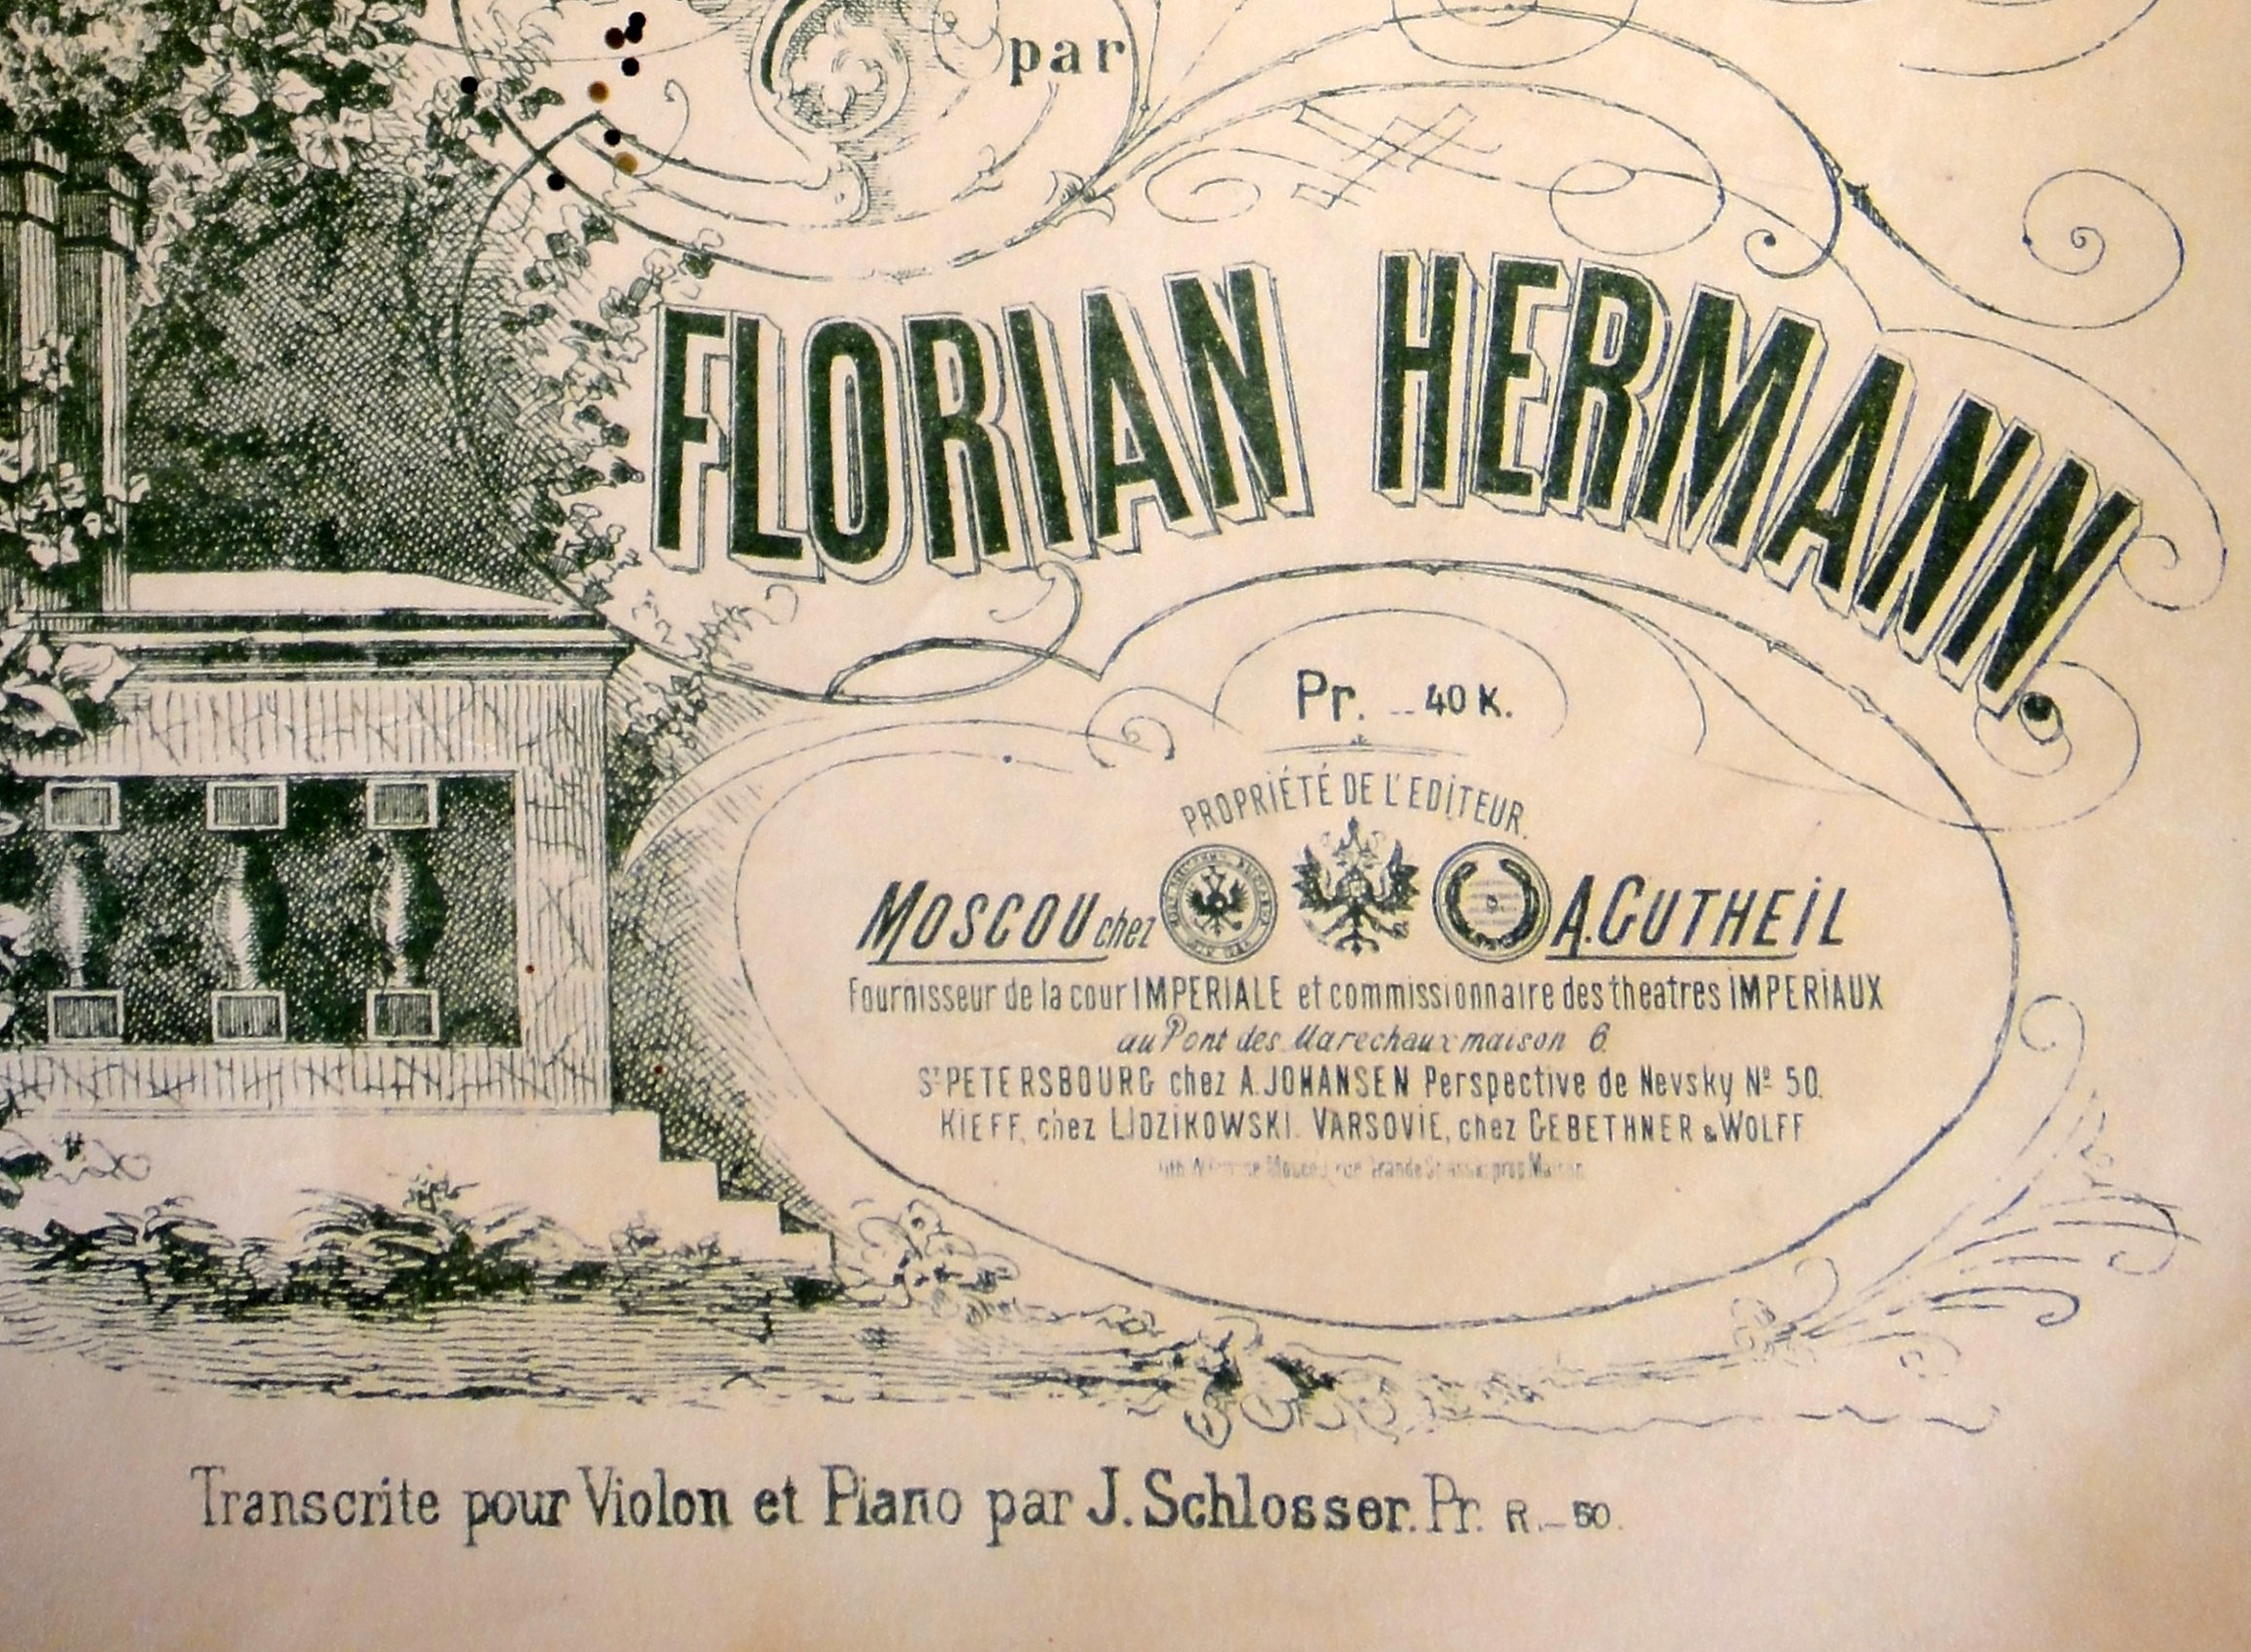 par
FLORIAN HERMANN.
Pr. _ 40 K.
PROPRIÉTÉ DE L'EDITEUR.
MOSCOU chez A. GUTHEIL
Fournisseur de la cour IMPERIALE et commissionnaire des theatres IMPERIAUX
au Pont des Marechaux maison 6.
St PETERSBOURG chez A. JOHANSEN Perspective de Nevsky № 50.
KIEFF, chez LIDZIKOWSKI. VARSOVIE, chez GEBETHNER & WOLFF
Transcrite pour Violon et Piano par J. Schlosser. Pr. R._50.